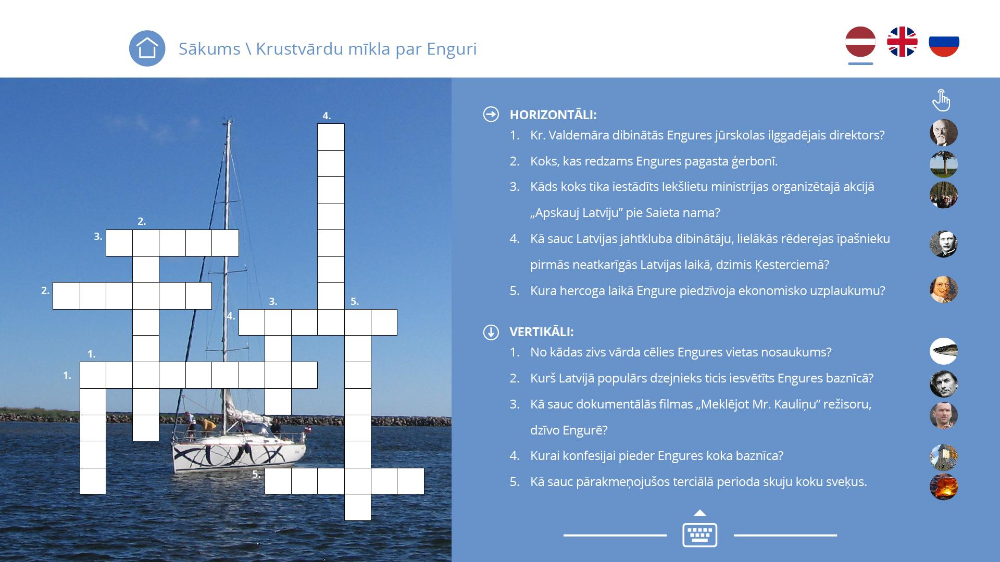 Sākums \ Krustvārdu mīkla par Enguri
4.
2.
3.
2.
3.
5.
4.
1.
1.
5.
HORIZONTĀLI:
1. Kr. Valdemāra dibinātās Engures jūrskolas ilggadējais direktors?
2. Koks, kas redzams Engures pagasta ģerbonī.
3. Kāds koks tika iestādīts Iekšlietu ministrijas organizētajā akcijā
„Apskauj Latviju” pie Saieta nama?
4. Kā sauc Latvijas jahtkluba dibinātāju, lielākās rēderejas īpašnieku
pirmās neatkarīgās Latvijas laikā, dzimis Ķesterciemā?
5. Kura hercoga laikā Engure piedzīvoja ekonomisko uzplaukumu?
VERTIKĀLI:
1. No kādas zivs vārda cēlies Engures vietas nosaukums?
2. Kurš Latvijā populārs dzejnieks ticis iesvētīts Engures baznīcā?
3. Kā sauc dokumentālās filmas „Meklējot Mr. Kauliņu” režisoru,
dzīvo Engurē?
4. Kurai konfesijai pieder Engures koka baznīca?
5. Kā sauc pārakmeņojušos terciālā perioda skuju koku sveķus.